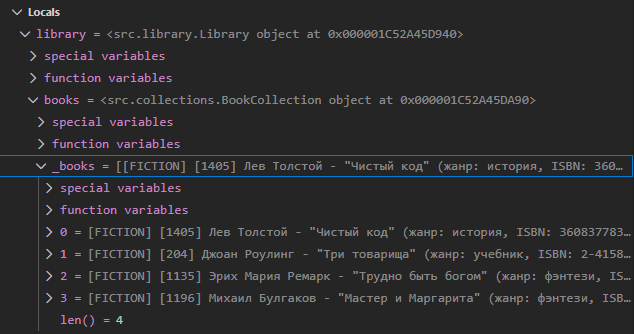 Locals
library = <src.library.Library object at 0x000001C52A45D940>
special variables
function variables
books = <src.collections.BookCollection object at 0x000001C52A45DA90>
special variables
function variables
_books = [[FICTION] [1405] Лев Толстой - "Чистый код" (жанр: история, ISBN: 360…
special variables
function variables
0 = [FICTION] [1405] Лев Толстой - "Чистый код" (жанр: история, ISBN: 360837783…
1 = [FICTION] [204] Джоан Роулинг - "Три товарища" (жанр: учебник, ISBN: 2-4158…
2 = [FICTION] [1135] Эрих Мария Ремарк - "Трудно быть богом" (жанр: фэнтези, IS…
3 = [FICTION] [1196] Михаил Булгаков - "Мастер и Маргарита" (жанр: фэнтези, IS…
len() = 4